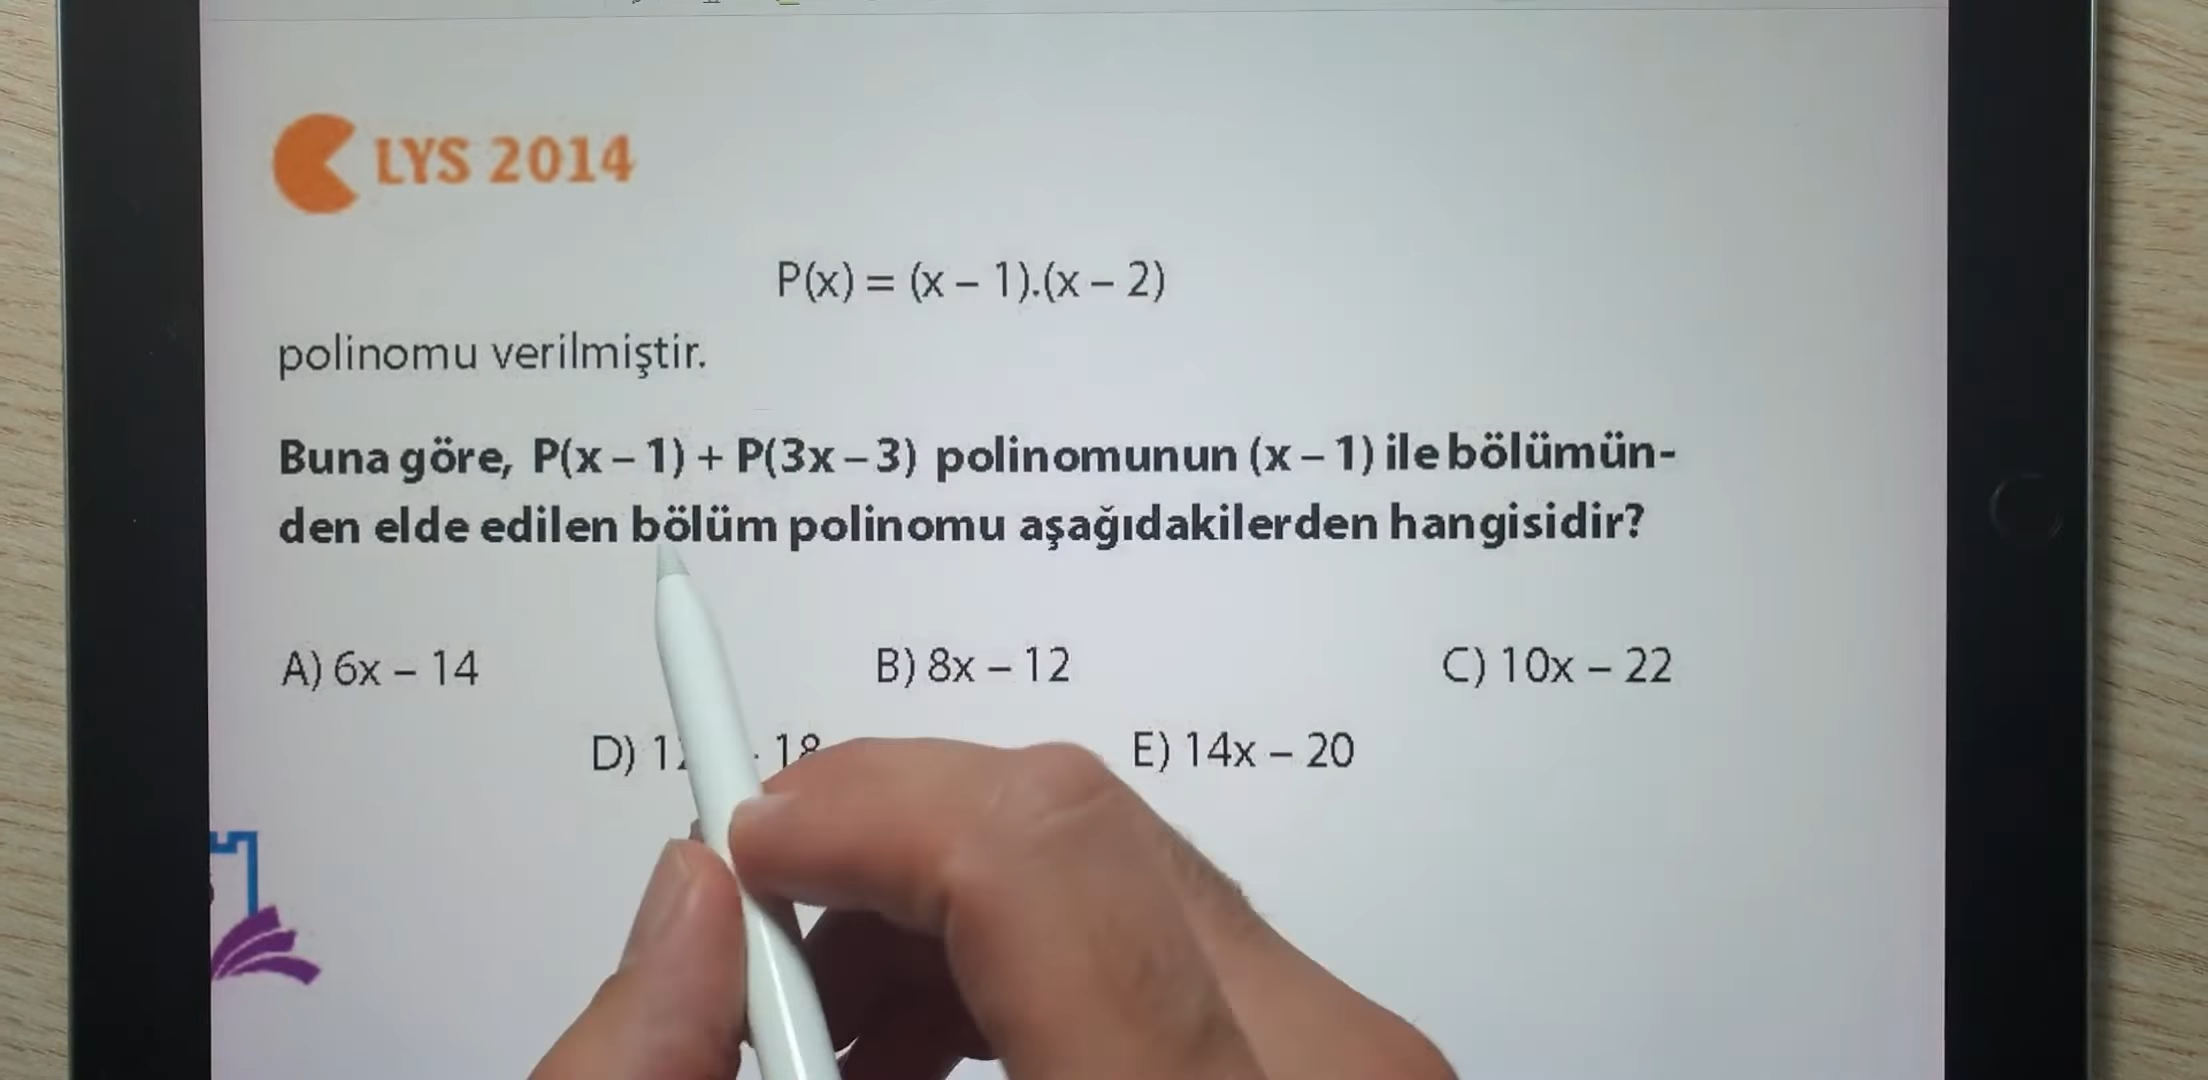 LYS 2014
P(x) = (x – 1).(x – 2)
polinomu verilmiştir.
Buna göre, P(x – 1) + P(3x – 3) polinomunun (x – 1) ile bölümün-
den elde edilen bölüm polinomu aşağıdakilerden hangisidir?
A) 6x – 14 B) 8x – 12 C) 10x – 22
D) 18 E) 14x – 20